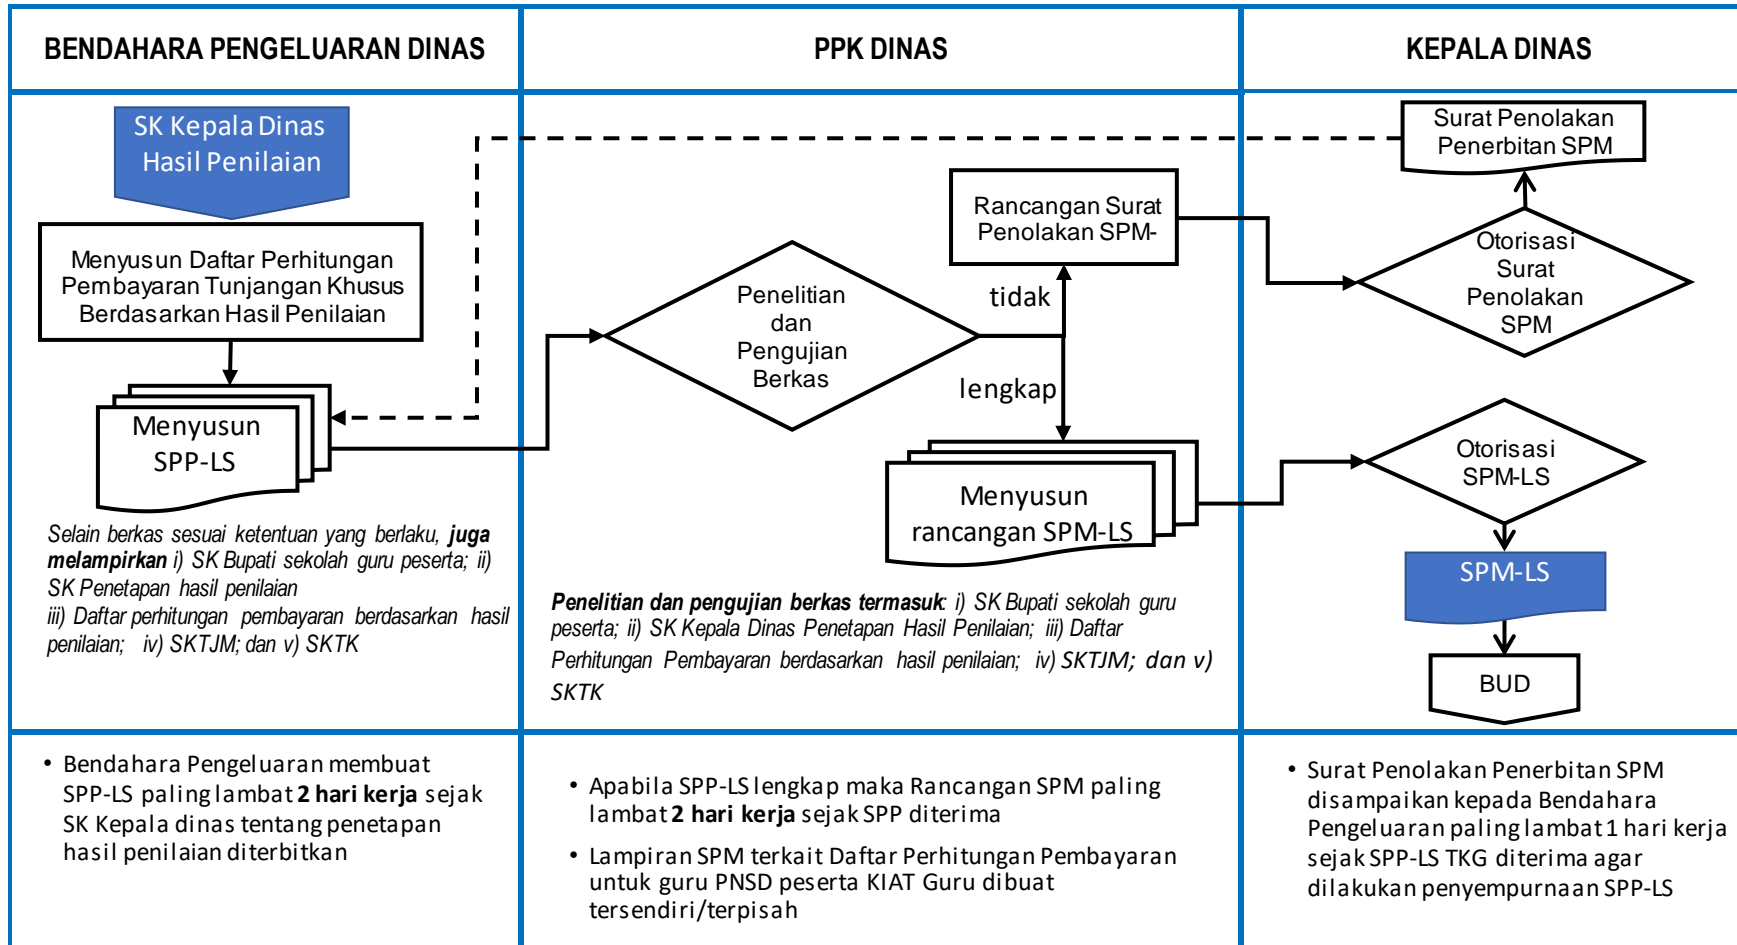 BENDAHARA PENGELUARAN DINAS
PPK DINAS
KEPALA DINAS
SK Kepala Dinas
Hasil Penilaian
Menyusun Daftar Perhitungan
Pembayaran Tunjangan Khusus
Berdasarkan Hasil Penilaian
Menyusun
SPP-LS
Selain berkas sesuai ketentuan yang berlaku, juga
melampirkan i) SK Bupati sekolah guru peserta; ii)
SK Penetapan hasil penilaian
iii) Daftar perhitungan pembayaran berdasarkan hasil
penilaian; iv) SKTJM; dan v) SKTK
Penelitian
dan
Pengujian
Berkas
tidak
lengkap
Rancangan Surat
Penolakan SPM-
Menyusun
rancangan SPM-LS
Penelitian dan pengujian berkas termasuk: i) SK Bupati sekolah guru
peserta; ii) SK Kepala Dinas Penetapan Hasil Penilaian; iii) Daftar
Perhitungan Pembayaran berdasarkan hasil penilaian; iv) SKTJM; dan v)
SKTK
Surat Penolakan
Penerbitan SPM
Otorisasi
Surat
Penolakan
SPM
Otorisasi
SPM-LS
SPM-LS
BUD
• Bendahara Pengeluaran membuat
SPP-LS paling lambat 2 hari kerja sejak
SK Kepala dinas tentang penetapan
hasil penilaian diterbitkan
• Apabila SPP-LS lengkap maka Rancangan SPM paling
lambat 2 hari kerja sejak SPP diterima
• Lampiran SPM terkait Daftar Perhitungan Pembayaran
untuk guru PNSD peserta KIAT Guru dibuat
tersendiri/terpisah
• Surat Penolakan Penerbitan SPM
disampaikan kepada Bendahara
Pengeluaran paling lambat 1 hari kerja
sejak SPP-LS TKG diterima agar
dilakukan penyempurnaan SPP-LS